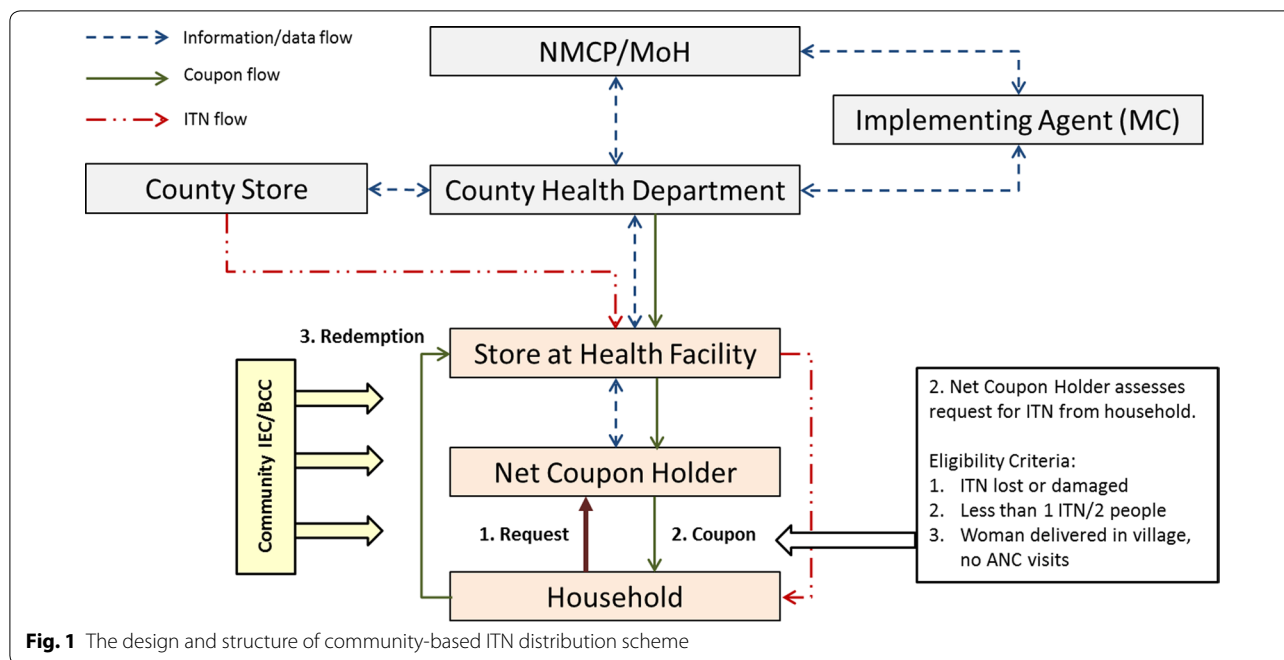 Information/data flow
Coupon flow
ITN flow
NMCP/MoH
Implementing Agent (MC)
County Store
County Health Department
3. Redemption
Store at Health Facility
Community IEC/BCC
Net Coupon Holder
1. Request
2. Coupon
Household
2. Net Coupon Holder assesses
request for ITN from household.
Eligibility Criteria:
1. ITN lost or damaged
2. Less than 1 ITN/2 people
3. Woman delivered in village,
no ANC visits
Fig. 1 The design and structure of community-based ITN distribution scheme